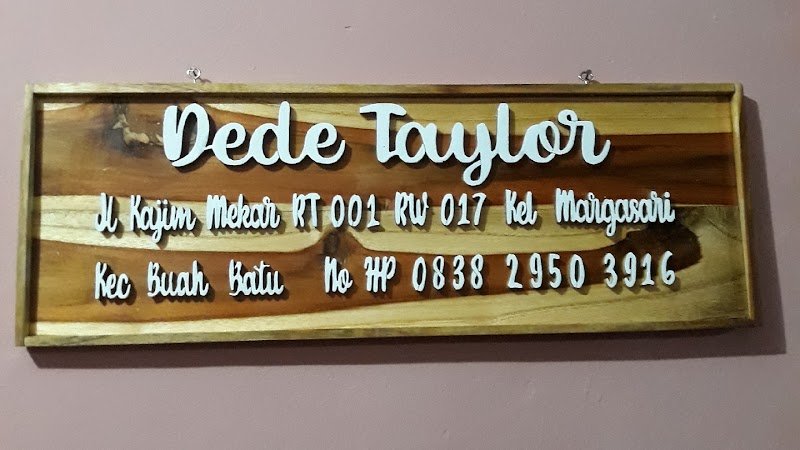 Dede Taylor
Jl Kajim Mekar RT 001 RW 017 Kel Margasari
Kec Buah Batu No HP 0838 2950 3916